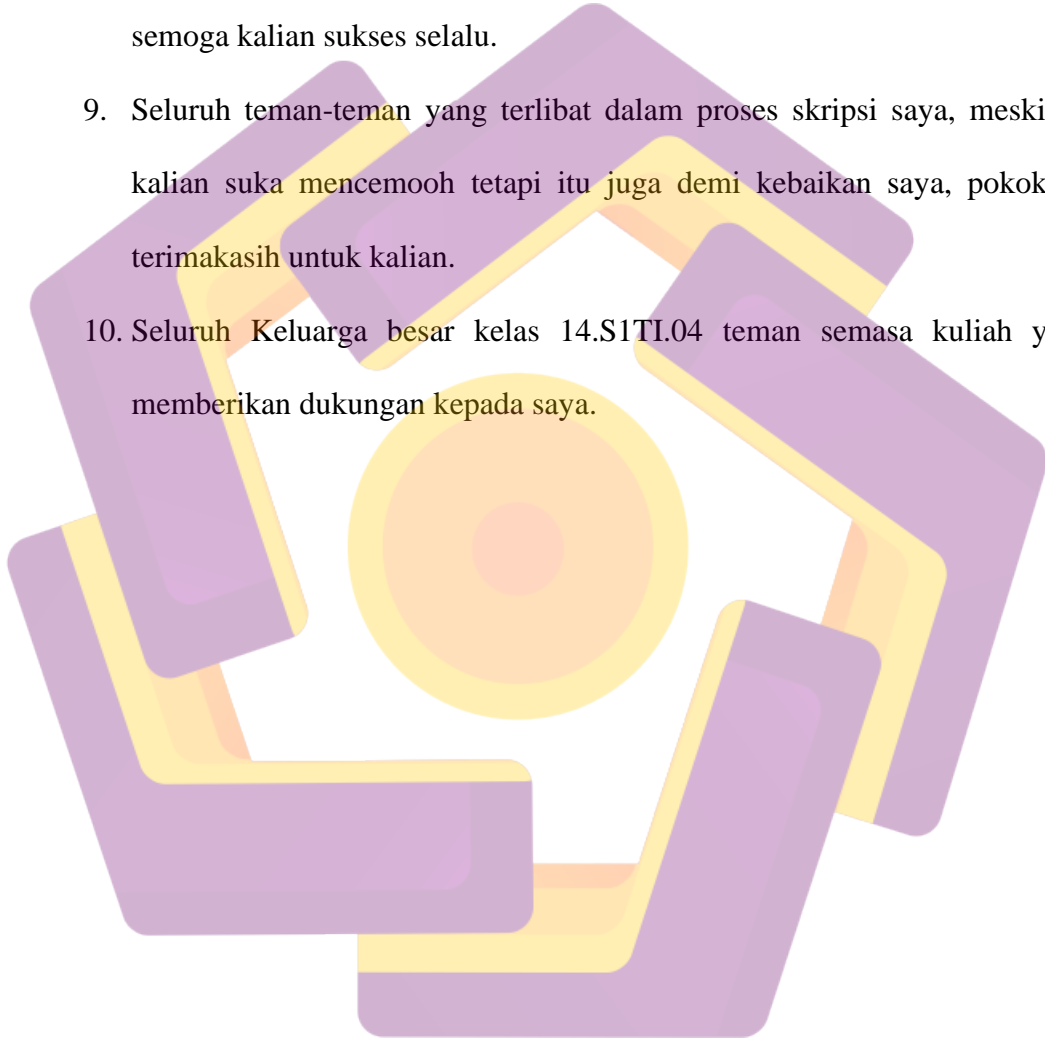 semoga kalian sukses selalu.
9. Seluruh teman-teman yang terlibat dalam proses skripsi saya, meski
kalian suka mencemooh tetapi itu juga demi kebaikan saya, pokok
terimakasih untuk kalian.
10. Seluruh Keluarga besar kelas 14.S1TI.04 teman semasa kuliah y
memberikan dukungan kepada saya.